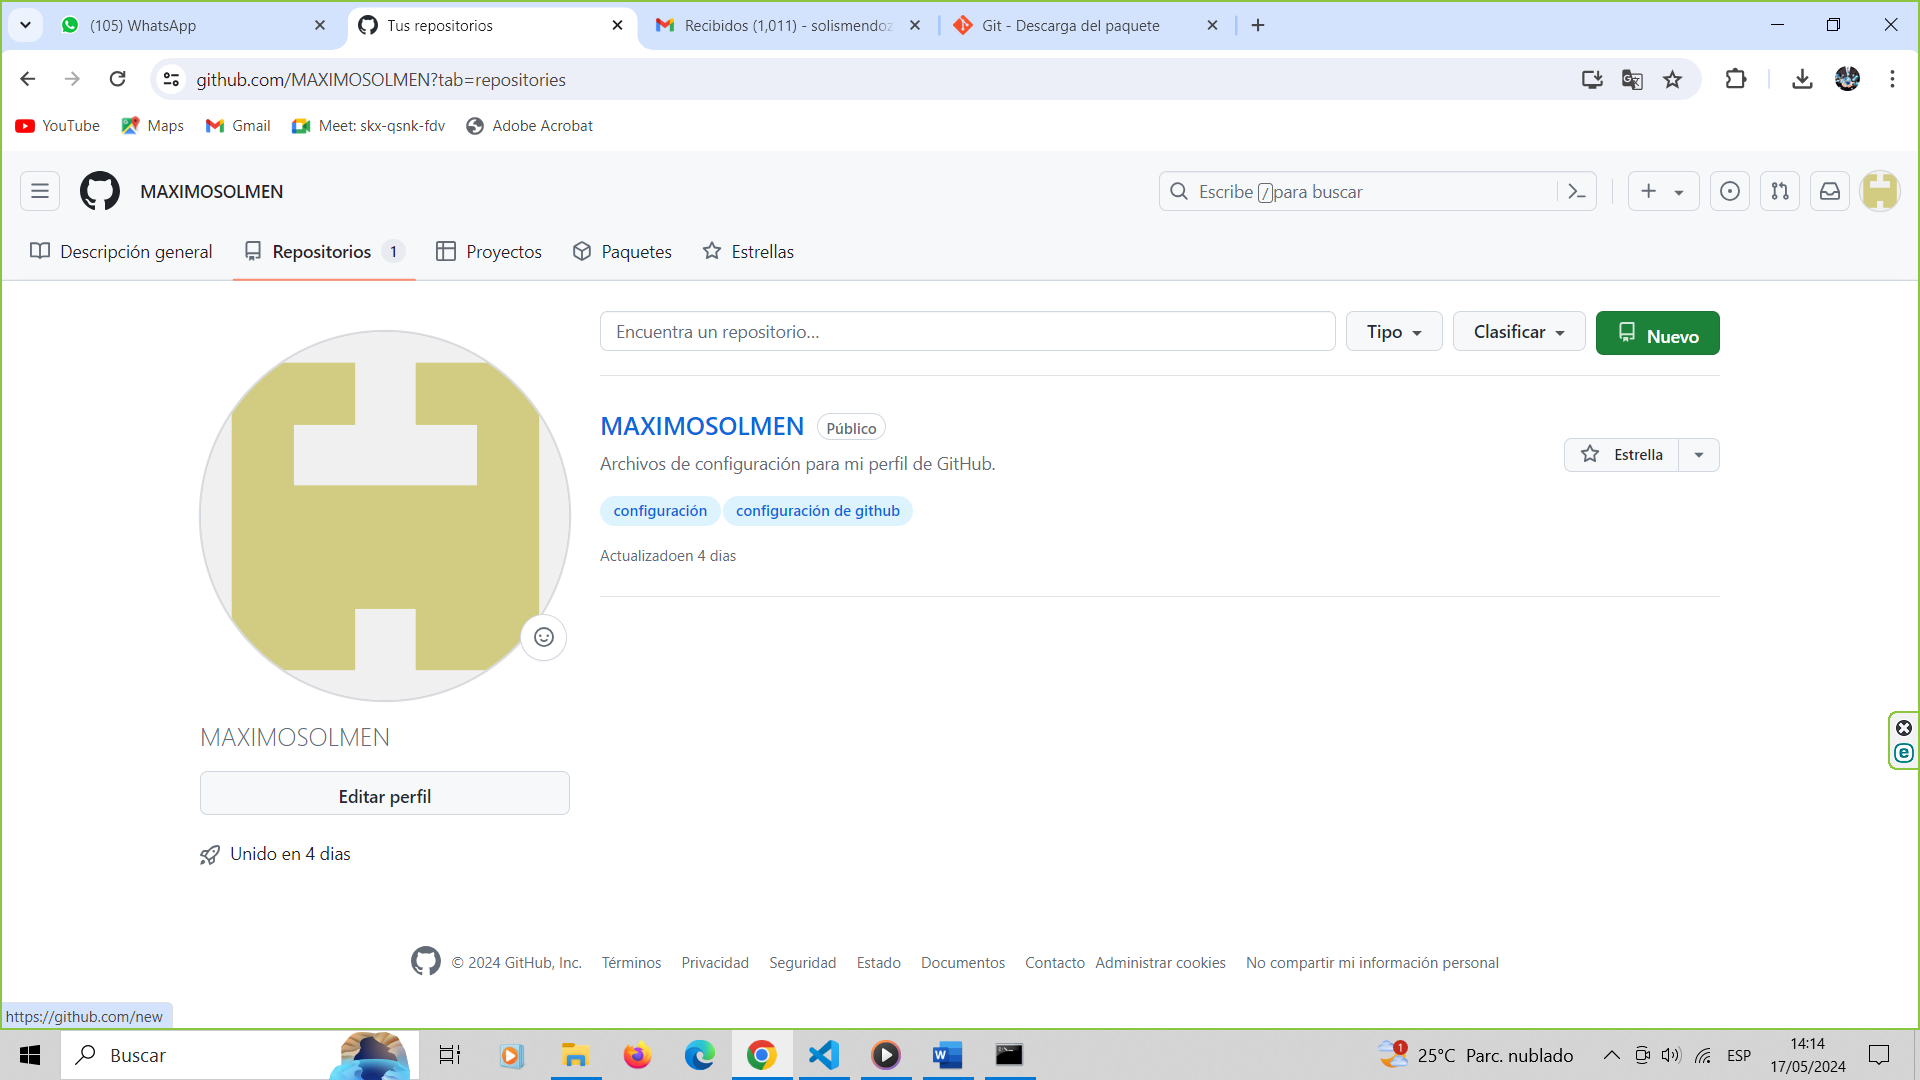 (105) WhatsApp
Tus repositorios
Recibidos (1,011) - solismendoz
Git - Descarga del paquete
github.com/MAXIMOSOLMEN?tab=repositories
YouTube Maps Gmail Meet: skx-qsnk-fdv Adobe Acrobat
MAXIMOSOLMEN
Escribe / para buscar
Descripción general Repositorios 1 Proyectos Paquetes Estrellas
Encuentra un repositorio...
Tipo
Clasificar
Nuevo
MAXIMOSOLMEN Público
Archivos de configuración para mi perfil de GitHub.
Estrella
configuración configuración de github
Actualizadoen 4 dias
MAXIMOSOLMEN
Editar perfil
Unido en 4 dias
© 2024 GitHub, Inc. Términos Privacidad Seguridad Estado Documentos Contacto Administrar cookies No compartir mi información personal
https://github.com/new
Buscar
1
25°C Parc. nublado
ESP
14:14
17/05/2024